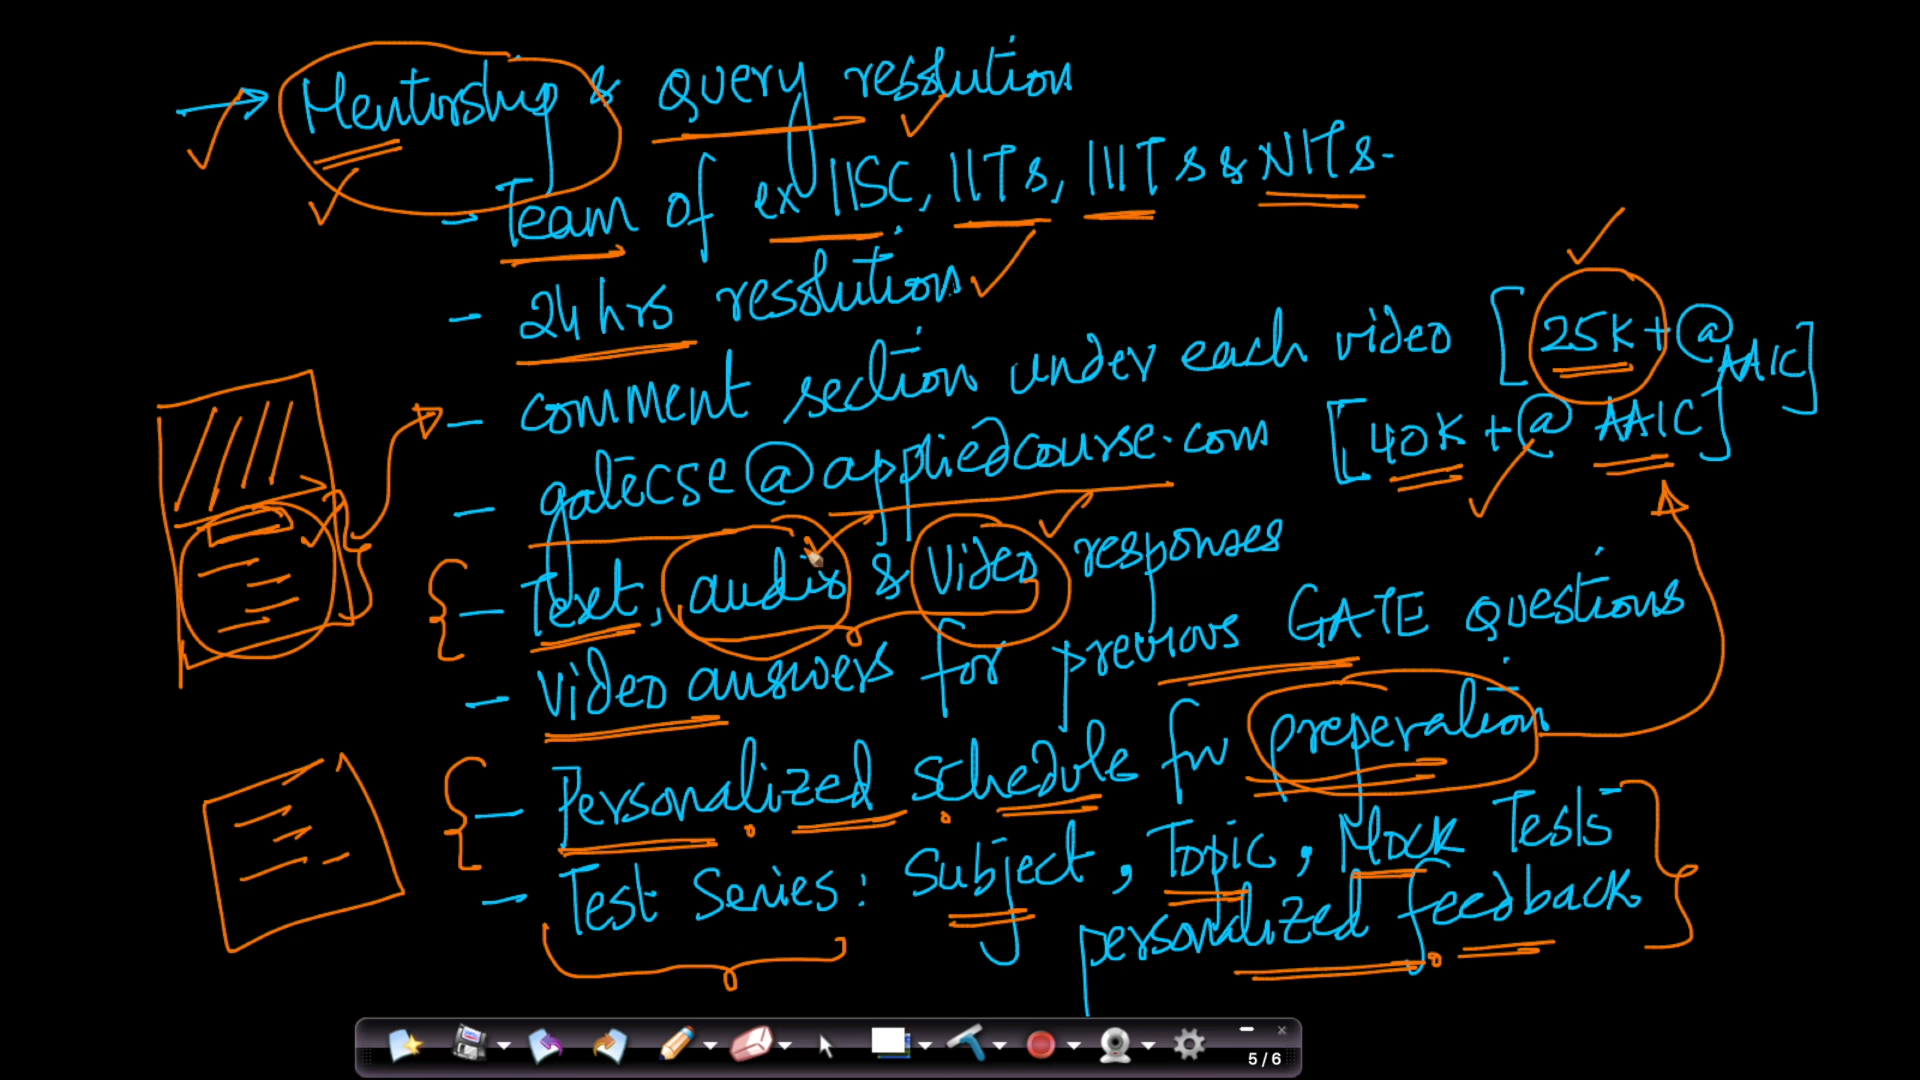 → Mentorship & query resolution
- Team of ex IISC, IITs, IIITs & NITs.
- 24 hrs resolution
- comment section under each video [25K+ @ AAIC]
- gatecse@appliedcourse.com [40K+ @ AAIC]
- Text, audio & Video responses
- Video answers for previous GATE questions
- Personalized schedule for preperation
- Test Series: Subject, Topic, Mock Tests
personalized feedback
5/6